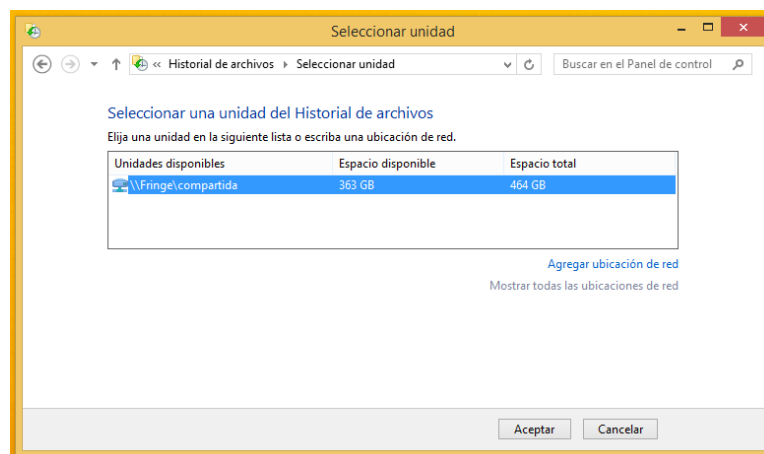 Seleccionar unidad
« Historial de archivos Seleccionar unidad Buscar en el Panel de control
Seleccionar una unidad del Historial de archivos
Elija una unidad en la siguiente lista o escriba una ubicación de red.
Unidades disponibles Espacio disponible Espacio total
\\Fringe\compartida 363 GB 464 GB
Agregar ubicación de red
Mostrar todas las ubicaciones de red
Aceptar Cancelar